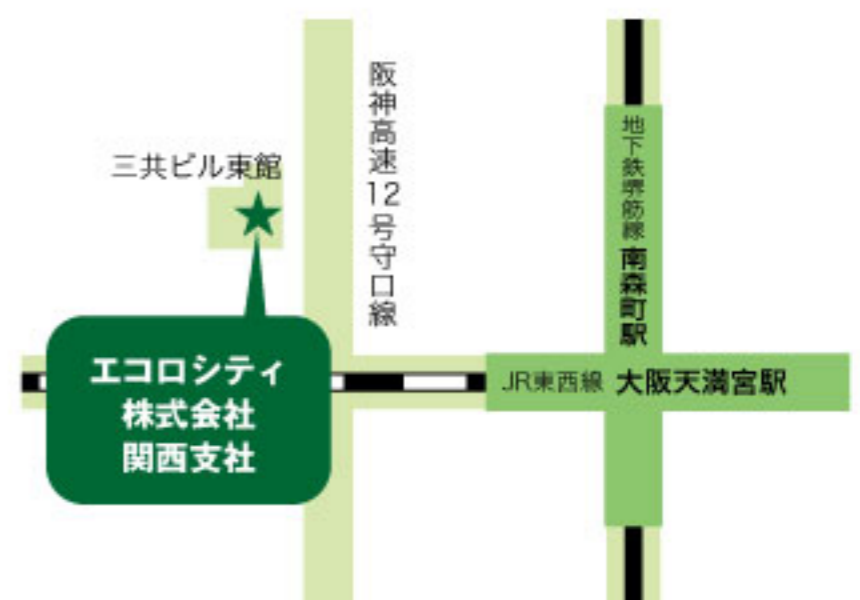 三共ビル東館
阪神高速12号守口線
地下鉄堺筋線 南森町駅
エコロシティ
株式会社
関西支社
JR東西線 大阪天満宮駅